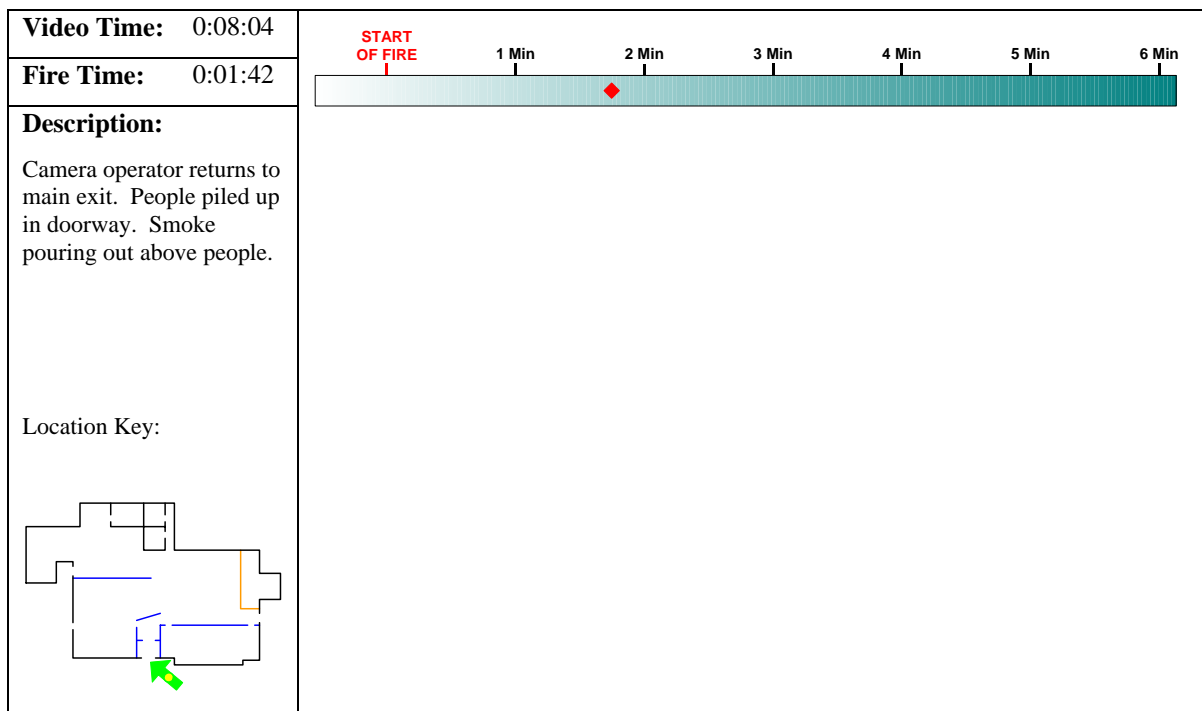 Video Time: 0:08:04
Fire Time: 0:01:42
Description:
Camera operator returns to
main exit.  People piled up
in doorway.  Smoke
pouring out above people.
Location Key:
START
OF FIRE
1 Min
2 Min
3 Min
4 Min
5 Min
6 Min